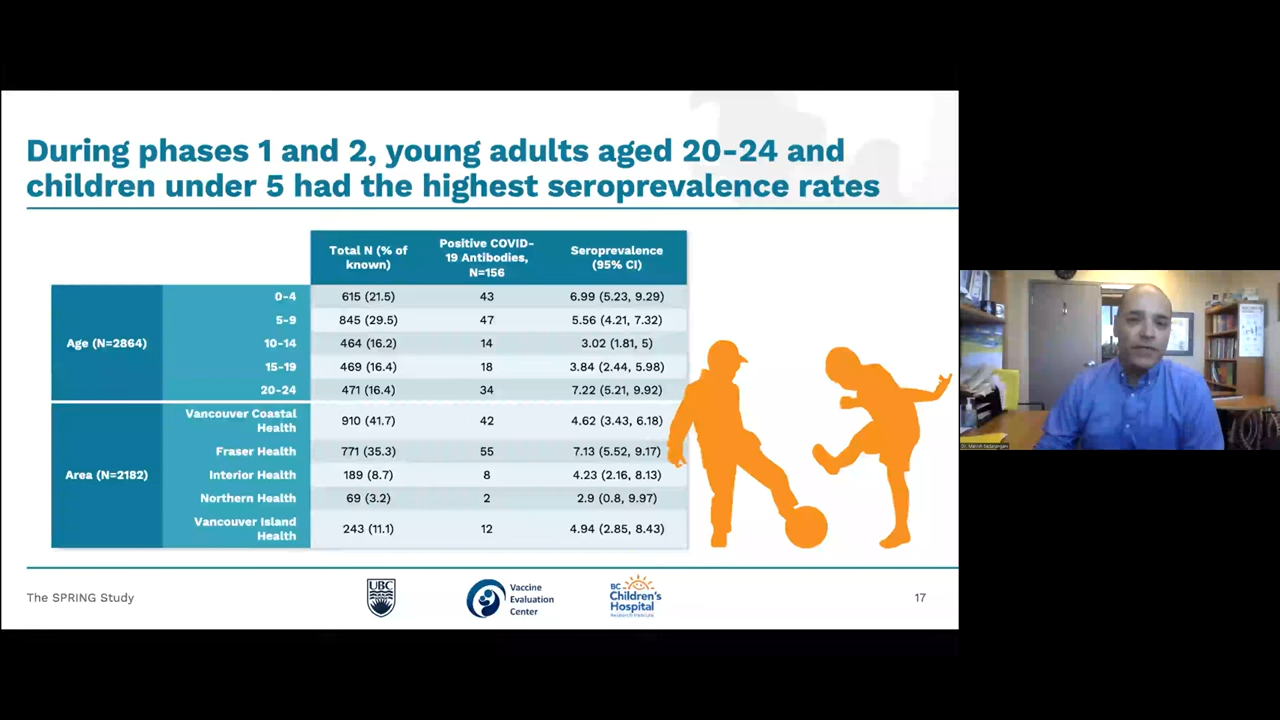 During phases 1 and 2, young adults aged 20-24 and
children under 5 had the highest seroprevalence rates
Total N (% of
known)
Positive COVID-
19 Antibodies,
N=156
Seroprevalence
(95% CI)
Age (N=2864)
0-4 615 (21.5) 43 6.99 (5.23, 9.29)
5-9 845 (29.5) 47 5.56 (4.21, 7.32)
10-14 464 (16.2) 14 3.02 (1.81, 5)
15-19 469 (16.4) 18 3.84 (2.44, 5.98)
20-24 471 (16.4) 34 7.22 (5.21, 9.92)
Area (N=2182)
Vancouver Coastal
Health 910 (41.7) 42 4.62 (3.43, 6.18)
Fraser Health 771 (35.3) 55 7.13 (5.52, 9.17)
Interior Health 189 (8.7) 8 4.23 (2.16, 8.13)
Northern Health 69 (3.2) 2 2.9 (0.8, 9.97)
Vancouver Island
Health 243 (11.1) 12 4.94 (2.85, 8.43)
The SPRING Study
UBC
Vaccine
Evaluation
Center
BC
Children's
Hospital
Research Institute
17
Dr. Manish Sadarangani